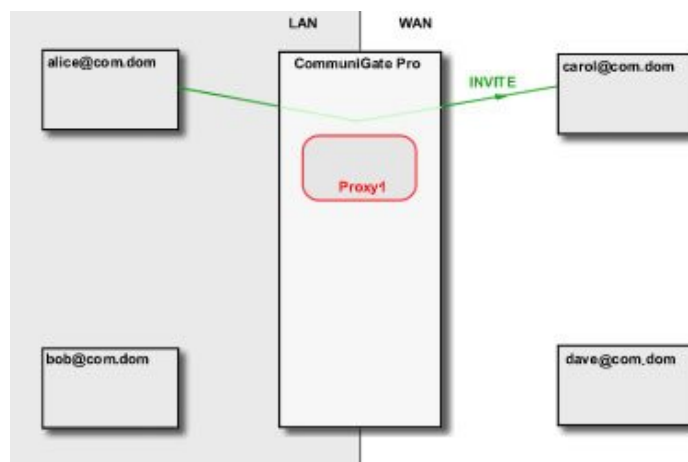 LAN WAN
alice@com.dom
CommuniGate Pro
carol@com.dom
INVITE
Proxy1
bob@com.dom
dave@com.dom